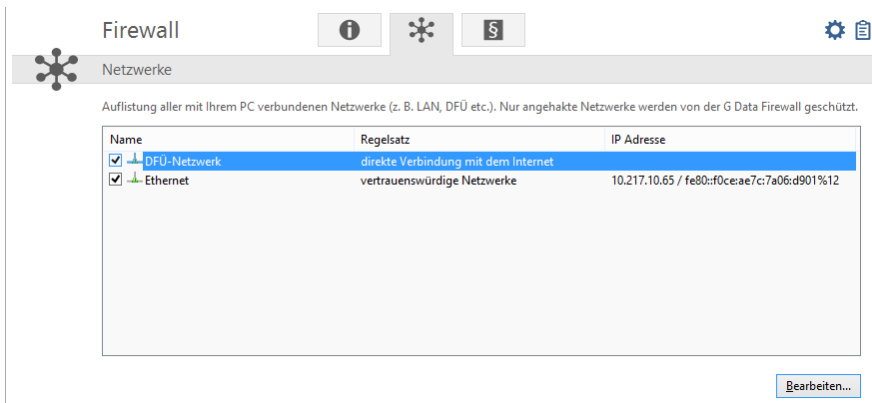 Firewall
§
Netzwerke
Auflistung aller mit Ihrem PC verbundenen Netzwerke (z. B. LAN, DFÜ etc.). Nur angehakte Netzwerke werden von der G Data Firewall geschützt.
Name Regelsatz IP Adresse
DFÜ-Netzwerk direkte Verbindung mit dem Internet
Ethernet vertrauenswürdige Netzwerke 10.217.10.65 / fe80::f0ce:ae7c:7a06:d901%12
Bearbeiten...